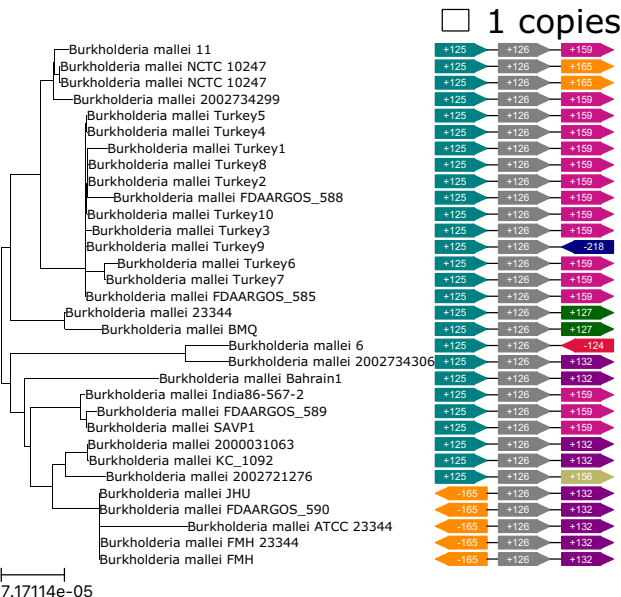 1 copies
Burkholderia mallei 11 +125 +126 +159
Burkholderia mallei NCTC 10247 +125 +126 +165
Burkholderia mallei NCTC 10247 +125 +126 +165
Burkholderia mallei 2002734299 +125 +126 +159
Burkholderia mallei Turkey5 +125 +126 +159
Burkholderia mallei Turkey4 +125 +126 +159
Burkholderia mallei Turkey1 +125 +126 +159
Burkholderia mallei Turkey8 +125 +126 +159
Burkholderia mallei Turkey2 +125 +126 +159
Burkholderia mallei FDAARGOS_588 +125 +126 +159
Burkholderia mallei Turkey10 +125 +126 +159
Burkholderia mallei Turkey3 +125 +126 +159
Burkholderia mallei Turkey9 +125 +126 -218
Burkholderia mallei Turkey6 +125 +126 +159
Burkholderia mallei Turkey7 +125 +126 +159
Burkholderia mallei FDAARGOS_585 +125 +126 +159
Burkholderia mallei 23344 +125 +126 +127
Burkholderia mallei BMQ +125 +126 +127
Burkholderia mallei 6 +125 +126 -124
Burkholderia mallei 2002734306 +125 +126 +132
Burkholderia mallei Bahrain1 +125 +126 +132
Burkholderia mallei India86-567-2 +125 +126 +159
Burkholderia mallei FDAARGOS_589 +125 +126 +159
Burkholderia mallei SAVP1 +125 +126 +159
Burkholderia mallei 2000031063 +125 +126 +132
Burkholderia mallei KC_1092 +125 +126 +132
Burkholderia mallei 2002721276 +125 +126 +156
Burkholderia mallei JHU -165 +126 +132
Burkholderia mallei FDAARGOS_590 -165 +126 +132
Burkholderia mallei ATCC 23344 -165 +126 +132
Burkholderia mallei FMH 23344 -165 +126 +132
Burkholderia mallei FMH -165 +126 +132
7.17114e-05